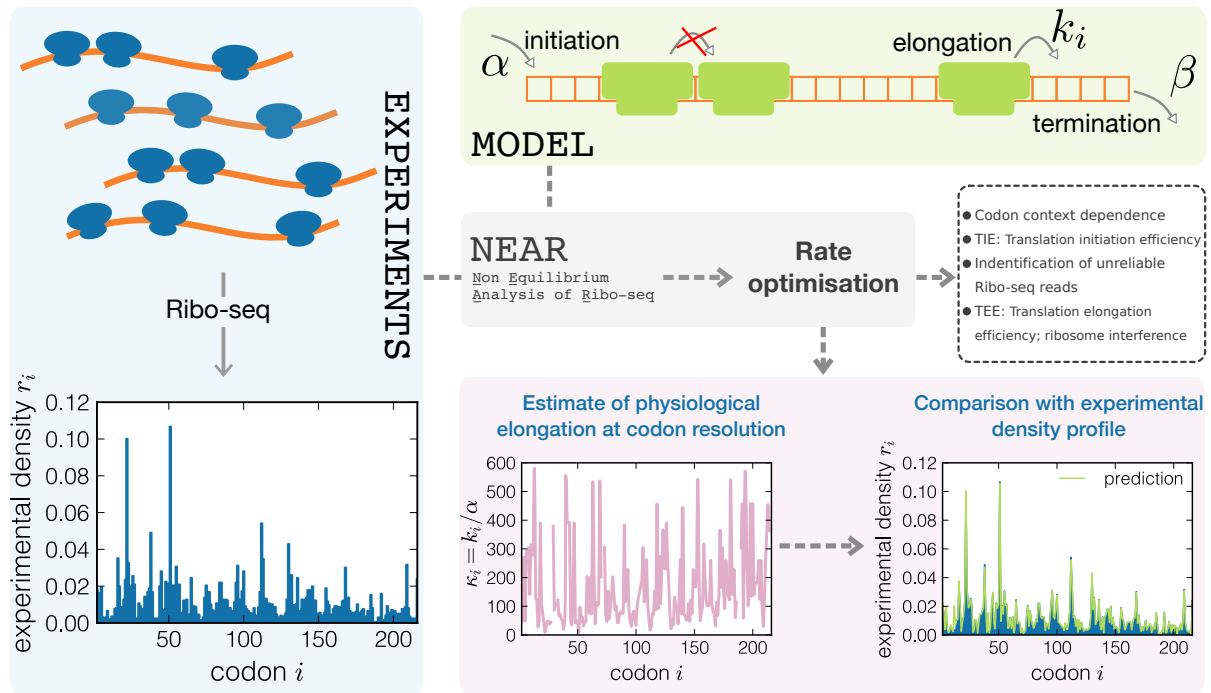 EXPERIMENTS
Ribo-seq
experimental density r_i
0.12
0.10
0.08
0.06
0.04
0.02
0.00
50
100
150
200
codon i
α
initiation
elongation
k_i
β
termination
MODEL
NEAR
Non Equilibrium
Analysis of Ribo-seq
Rate
optimisation
● Codon context dependence
● TIE: Translation initiation efficiency
● Indentification of unreliable
Ribo-seq reads
● TEE: Translation elongation
efficiency; ribosome interference
Estimate of physiological
elongation at codon resolution
κ_i = k_i/α
600
500
400
300
200
100
0
50
100
150
200
codon i
Comparison with experimental
density profile
experimental density r_i
0.12
0.10
0.08
0.06
0.04
0.02
0.00
prediction
50
100
150
200
codon i